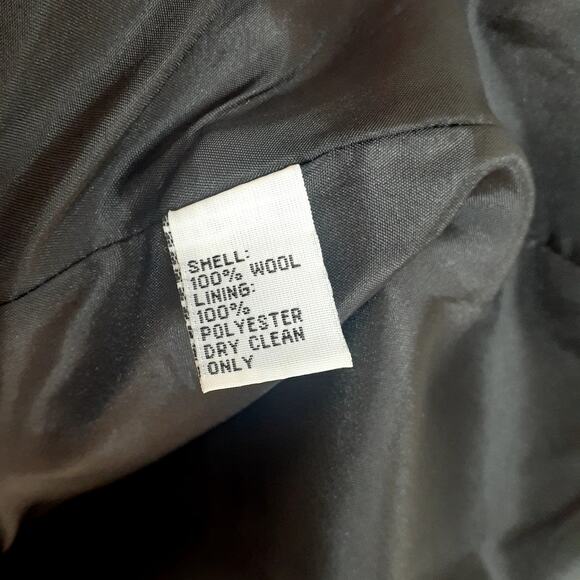 SHELL:
100% WOOL
LINING:
100%
POLYESTER
DRY CLEAN
ONLY